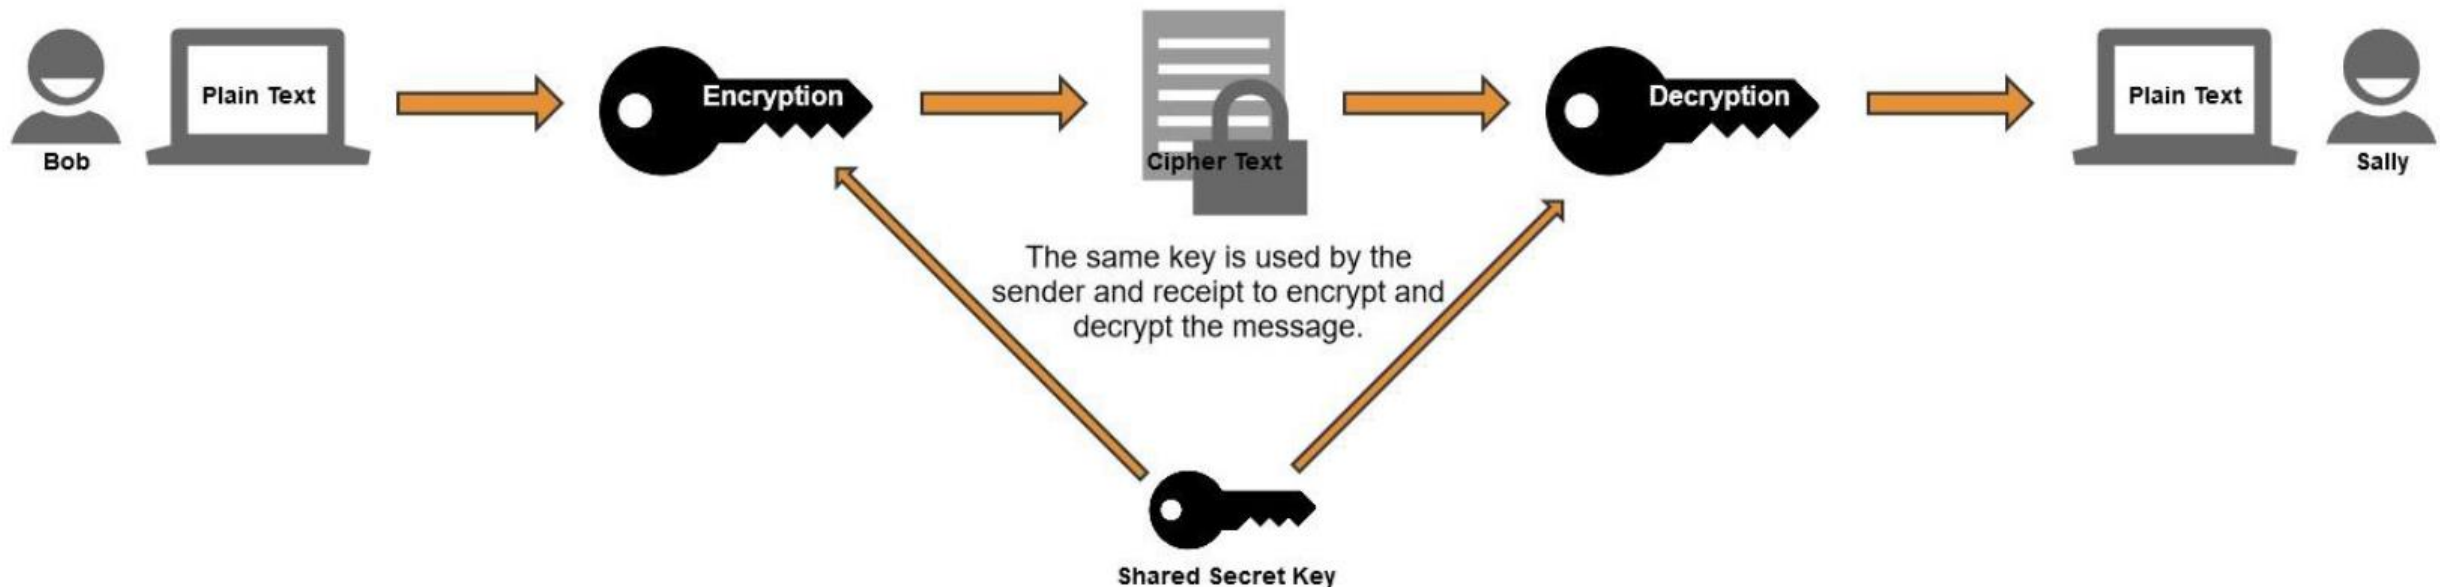 Plain Text
Encryption
Cipher Text
Decryption
Plain Text
Bob
Sally
The same key is used by the
sender and receipt to encrypt and
decrypt the message.
Shared Secret Key